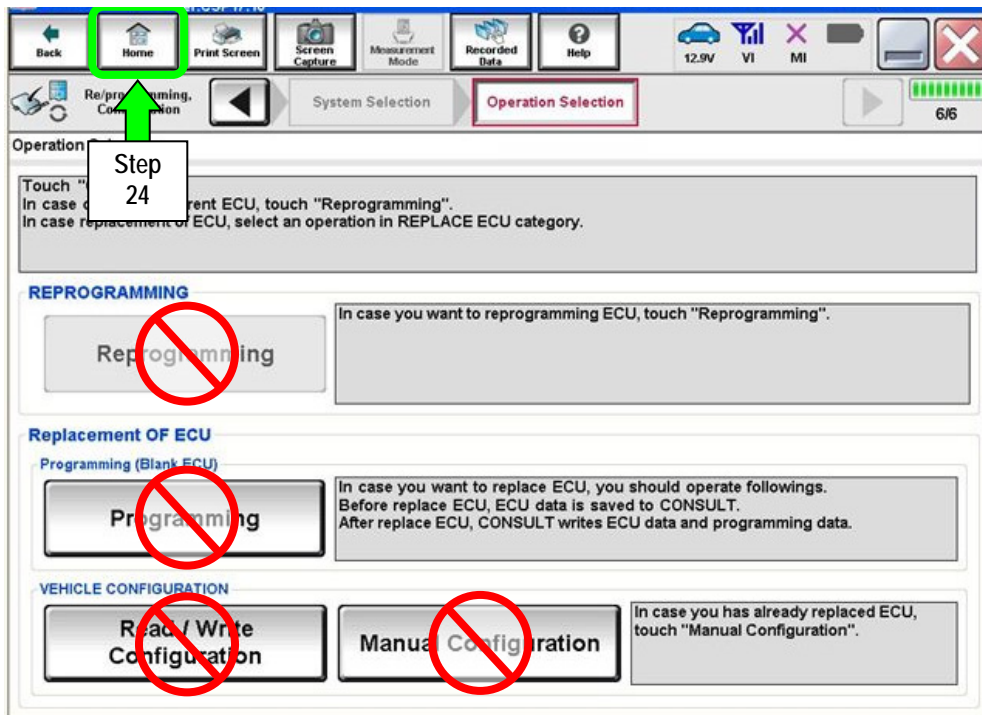 Back
Home
Print Screen
Screen
Capture
Measurement
Mode
Recorded
Data
Help
12.9V
VI
MI
Re/programming,
System Selection
Operation Selection
6/6
Operation
Step
24
Touch "
In case rent ECU, touch "Reprogramming".
In case replacement of ECU, select an operation in REPLACE ECU category.
REPROGRAMMING
Reprogramming
In case you want to reprogramming ECU, touch "Reprogramming".
Replacement OF ECU
Programming (Blank ECU)
Programming
In case you want to replace ECU, you should operate followings.
Before replace ECU, ECU data is saved to CONSULT.
After replace ECU, CONSULT writes ECU data and programming data.
VEHICLE CONFIGURATION
Read / Write
Configuration
Manual Configuration
In case you has already replaced ECU,
touch "Manual Configuration".